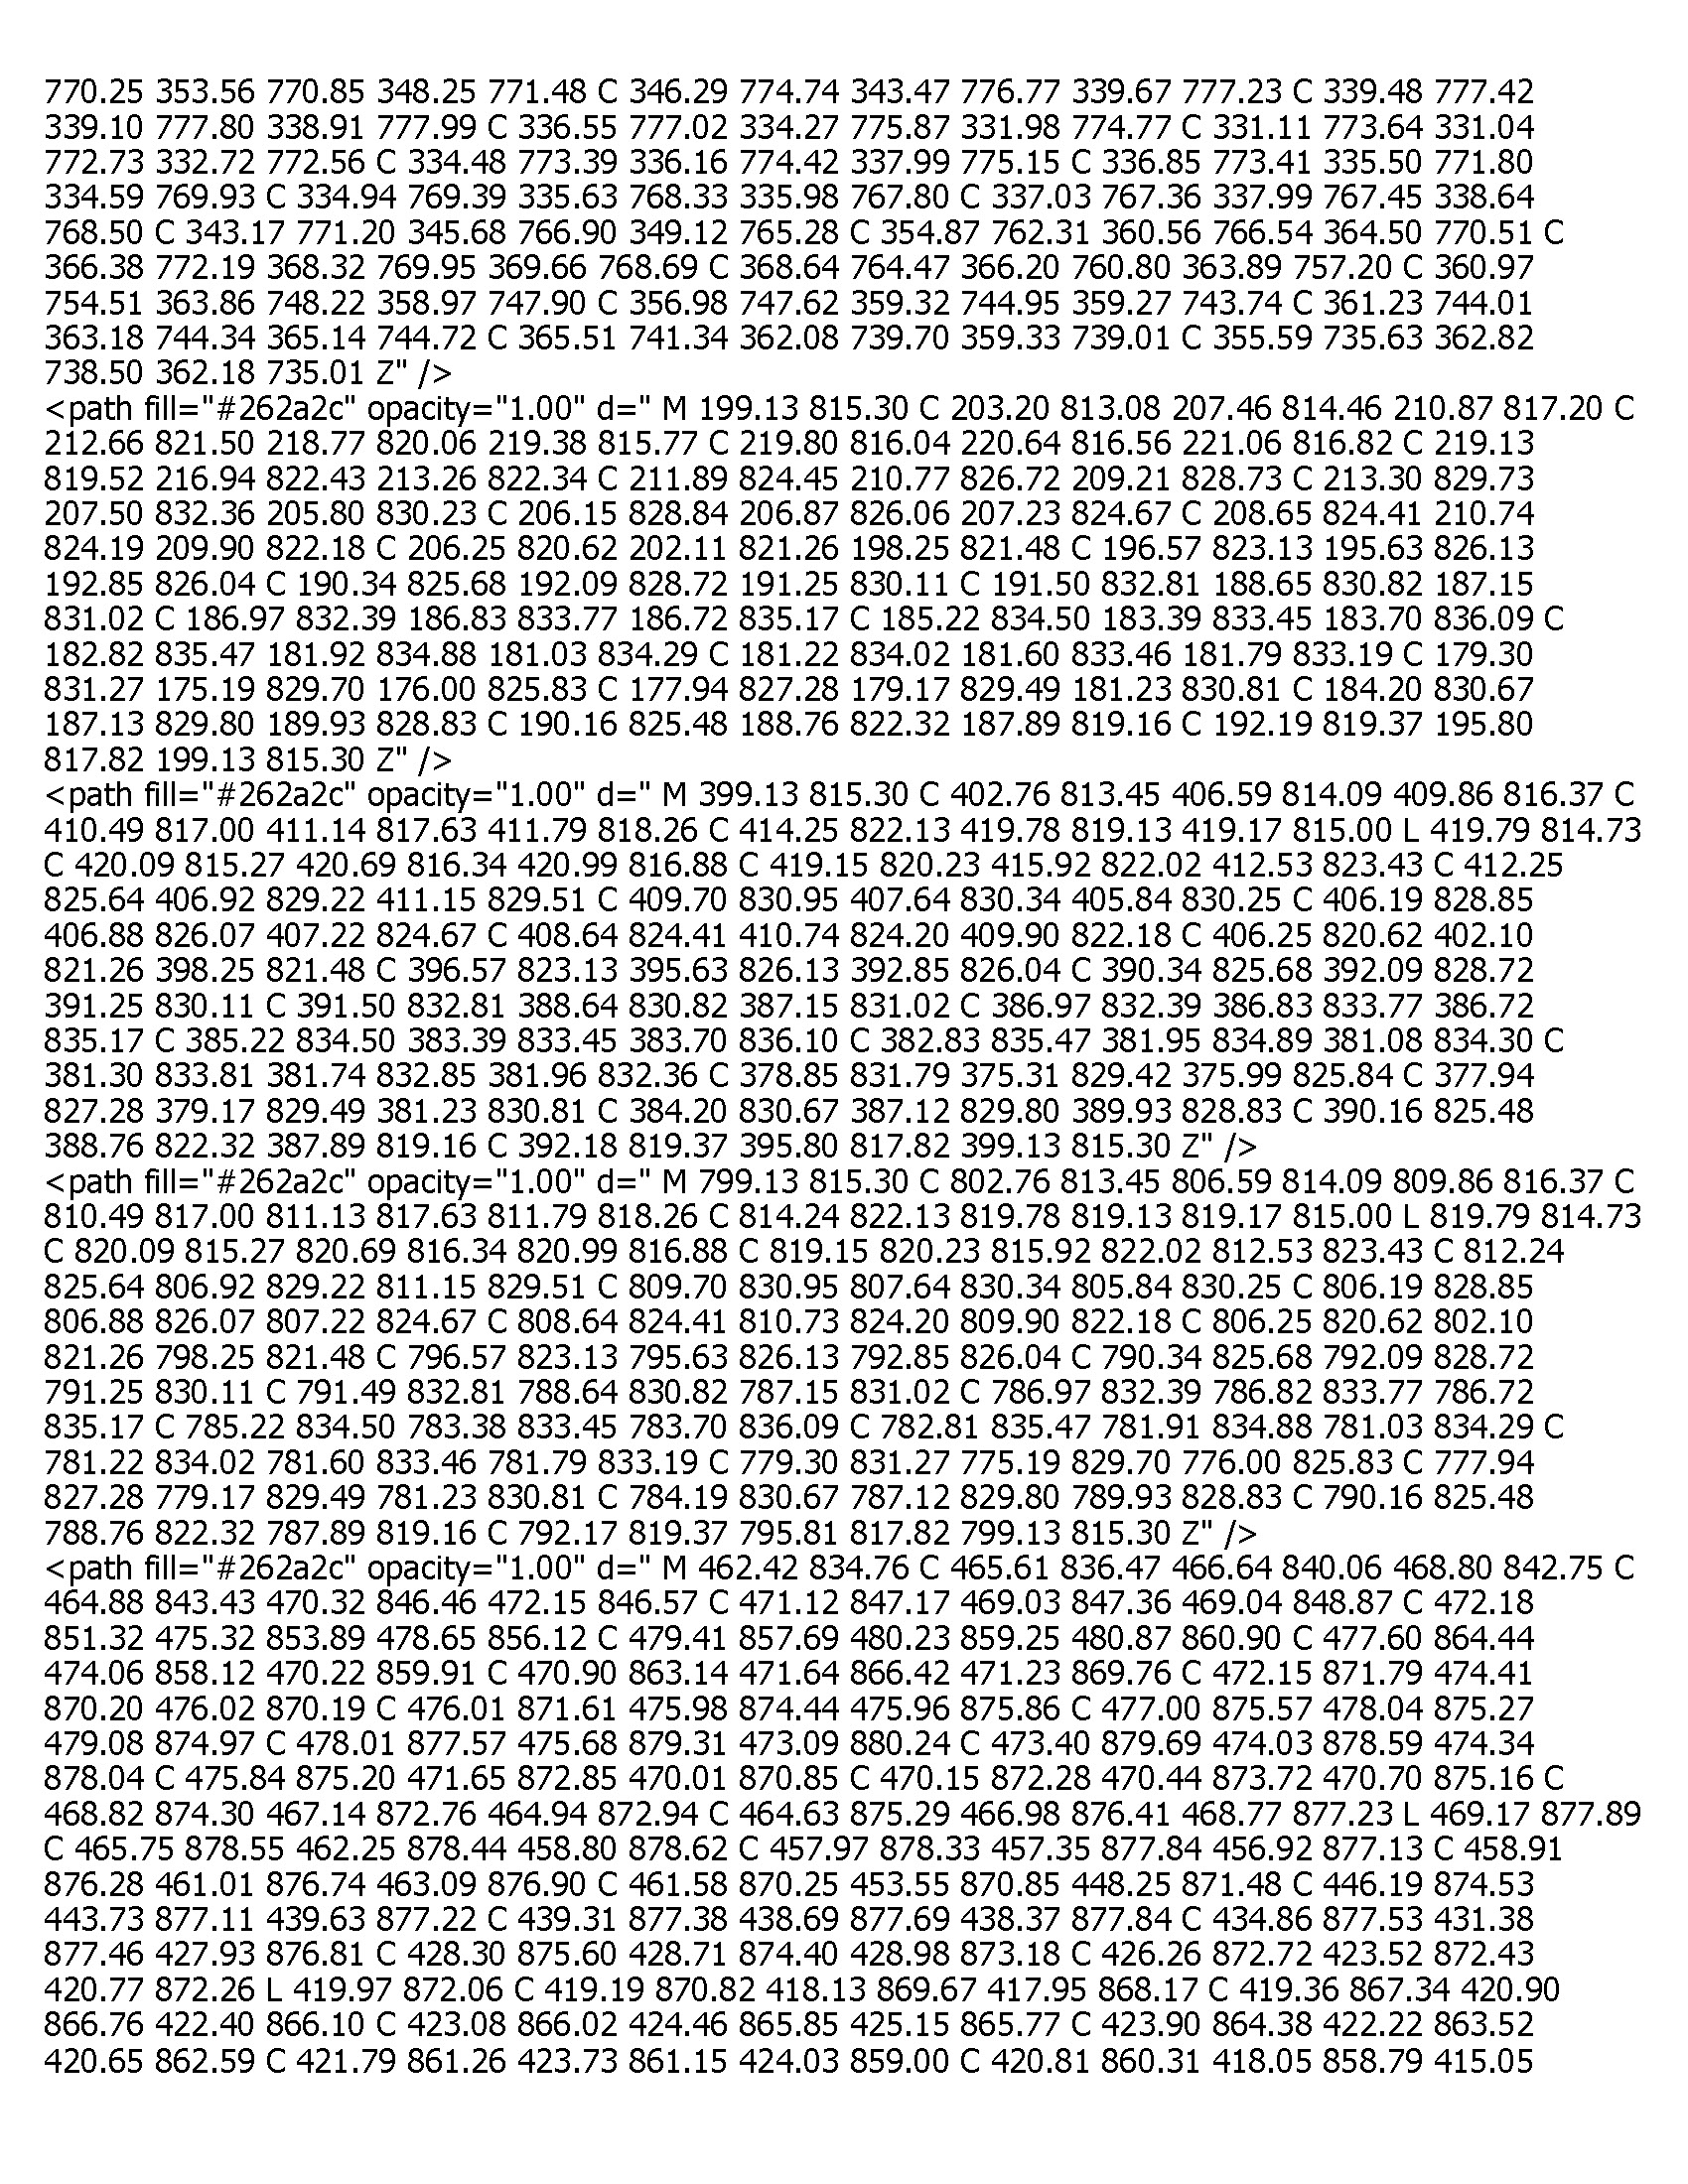 770.25 353.56 770.85 348.25 771.48 C 346.29 774.74 343.47 776.77 339.67 777.23 C 339.48 777.42
339.10 777.80 338.91 777.99 C 336.55 777.02 334.27 775.87 331.98 774.77 C 331.11 773.64 331.04
772.73 332.72 772.56 C 334.48 773.39 336.16 774.42 337.99 775.15 C 336.85 773.41 335.50 771.80
334.59 769.93 C 334.94 769.39 335.63 768.33 335.98 767.80 C 337.03 767.36 337.99 767.45 338.64
768.50 C 343.17 771.20 345.68 766.90 349.12 765.28 C 354.87 762.31 360.56 766.54 364.50 770.51 C
366.38 772.19 368.32 769.95 369.66 768.69 C 368.64 764.47 366.20 760.80 363.89 757.20 C 360.97
754.51 363.86 748.22 358.97 747.90 C 356.98 747.62 359.32 744.95 359.27 743.74 C 361.23 744.01
363.18 744.34 365.14 744.72 C 365.51 741.34 362.08 739.70 359.33 739.01 C 355.59 735.63 362.82
738.50 362.18 735.01 Z" />
<path fill="#262a2c" opacity="1.00" d=" M 199.13 815.30 C 203.20 813.08 207.46 814.46 210.87 817.20 C
212.66 821.50 218.77 820.06 219.38 815.77 C 219.80 816.04 220.64 816.56 221.06 816.82 C 219.13
819.52 216.94 822.43 213.26 822.34 C 211.89 824.45 210.77 826.72 209.21 828.73 C 213.30 829.73
207.50 832.36 205.80 830.23 C 206.15 828.84 206.87 826.06 207.23 824.67 C 208.65 824.41 210.74
824.19 209.90 822.18 C 206.25 820.62 202.11 821.26 198.25 821.48 C 196.57 823.13 195.63 826.13
192.85 826.04 C 190.34 825.68 192.09 828.72 191.25 830.11 C 191.50 832.81 188.65 830.82 187.15
831.02 C 186.97 832.39 186.83 833.77 186.72 835.17 C 185.22 834.50 183.39 833.45 183.70 836.09 C
182.82 835.47 181.92 834.88 181.03 834.29 C 181.22 834.02 181.60 833.46 181.79 833.19 C 179.30
831.27 175.19 829.70 176.00 825.83 C 177.94 827.28 179.17 829.49 181.23 830.81 C 184.20 830.67
187.13 829.80 189.93 828.83 C 190.16 825.48 188.76 822.32 187.89 819.16 C 192.19 819.37 195.80
817.82 199.13 815.30 Z" />
<path fill="#262a2c" opacity="1.00" d=" M 399.13 815.30 C 402.76 813.45 406.59 814.09 409.86 816.37 C
410.49 817.00 411.14 817.63 411.79 818.26 C 414.25 822.13 419.78 819.13 419.17 815.00 L 419.79 814.73
C 420.09 815.27 420.69 816.34 420.99 816.88 C 419.15 820.23 415.92 822.02 412.53 823.43 C 412.25
825.64 406.92 829.22 411.15 829.51 C 409.70 830.95 407.64 830.34 405.84 830.25 C 406.19 828.85
406.88 826.07 407.22 824.67 C 408.64 824.41 410.74 824.20 409.90 822.18 C 406.25 820.62 402.10
821.26 398.25 821.48 C 396.57 823.13 395.63 826.13 392.85 826.04 C 390.34 825.68 392.09 828.72
391.25 830.11 C 391.50 832.81 388.64 830.82 387.15 831.02 C 386.97 832.39 386.83 833.77 386.72
835.17 C 385.22 834.50 383.39 833.45 383.70 836.10 C 382.83 835.47 381.95 834.89 381.08 834.30 C
381.30 833.81 381.74 832.85 381.96 832.36 C 378.85 831.79 375.31 829.42 375.99 825.84 C 377.94
827.28 379.17 829.49 381.23 830.81 C 384.20 830.67 387.12 829.80 389.93 828.83 C 390.16 825.48
388.76 822.32 387.89 819.16 C 392.18 819.37 395.80 817.82 399.13 815.30 Z" />
<path fill="#262a2c" opacity="1.00" d=" M 799.13 815.30 C 802.76 813.45 806.59 814.09 809.86 816.37 C
810.49 817.00 811.13 817.63 811.79 818.26 C 814.24 822.13 819.78 819.13 819.17 815.00 L 819.79 814.73
C 820.09 815.27 820.69 816.34 820.99 816.88 C 819.15 820.23 815.92 822.02 812.53 823.43 C 812.24
825.64 806.92 829.22 811.15 829.51 C 809.70 830.95 807.64 830.34 805.84 830.25 C 806.19 828.85
806.88 826.07 807.22 824.67 C 808.64 824.41 810.73 824.20 809.90 822.18 C 806.25 820.62 802.10
821.26 798.25 821.48 C 796.57 823.13 795.63 826.13 792.85 826.04 C 790.34 825.68 792.09 828.72
791.25 830.11 C 791.49 832.81 788.64 830.82 787.15 831.02 C 786.97 832.39 786.82 833.77 786.72
835.17 C 785.22 834.50 783.38 833.45 783.70 836.09 C 782.81 835.47 781.91 834.88 781.03 834.29 C
781.22 834.02 781.60 833.46 781.79 833.19 C 779.30 831.27 775.19 829.70 776.00 825.83 C 777.94
827.28 779.17 829.49 781.23 830.81 C 784.19 830.67 787.12 829.80 789.93 828.83 C 790.16 825.48
788.76 822.32 787.89 819.16 C 792.17 819.37 795.81 817.82 799.13 815.30 Z" />
<path fill="#262a2c" opacity="1.00" d=" M 462.42 834.76 C 465.61 836.47 466.64 840.06 468.80 842.75 C
464.88 843.43 470.32 846.46 472.15 846.57 C 471.12 847.17 469.03 847.36 469.04 848.87 C 472.18
851.32 475.32 853.89 478.65 856.12 C 479.41 857.69 480.23 859.25 480.87 860.90 C 477.60 864.44
474.06 858.12 470.22 859.91 C 470.90 863.14 471.64 866.42 471.23 869.76 C 472.15 871.79 474.41
870.20 476.02 870.19 C 476.01 871.61 475.98 874.44 475.96 875.86 C 477.00 875.57 478.04 875.27
479.08 874.97 C 478.01 877.57 475.68 879.31 473.09 880.24 C 473.40 879.69 474.03 878.59 474.34
878.04 C 475.84 875.20 471.65 872.85 470.01 870.85 C 470.15 872.28 470.44 873.72 470.70 875.16 C
468.82 874.30 467.14 872.76 464.94 872.94 C 464.63 875.29 466.98 876.41 468.77 877.23 L 469.17 877.89
C 465.75 878.55 462.25 878.44 458.80 878.62 C 457.97 878.33 457.35 877.84 456.92 877.13 C 458.91
876.28 461.01 876.74 463.09 876.90 C 461.58 870.25 453.55 870.85 448.25 871.48 C 446.19 874.53
443.73 877.11 439.63 877.22 C 439.31 877.38 438.69 877.69 438.37 877.84 C 434.86 877.53 431.38
877.46 427.93 876.81 C 428.30 875.60 428.71 874.40 428.98 873.18 C 426.26 872.72 423.52 872.43
420.77 872.26 L 419.97 872.06 C 419.19 870.82 418.13 869.67 417.95 868.17 C 419.36 867.34 420.90
866.76 422.40 866.10 C 423.08 866.02 424.46 865.85 425.15 865.77 C 423.90 864.38 422.22 863.52
420.65 862.59 C 421.79 861.26 423.73 861.15 424.03 859.00 C 420.81 860.31 418.05 858.79 415.05